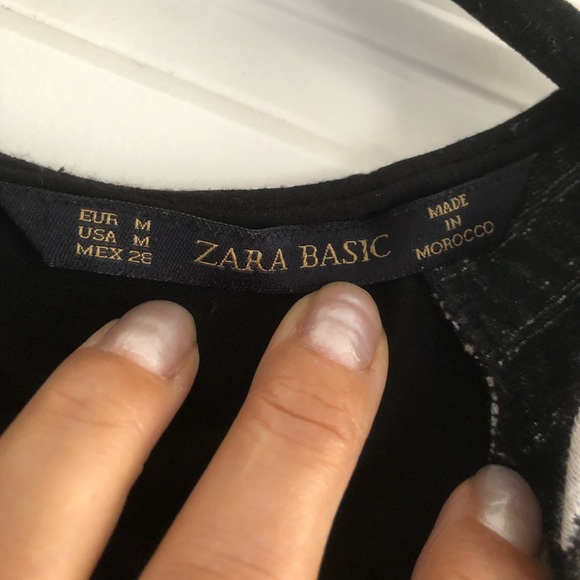 EUR M
USA M
MEX 28
ZARA BASIC
MADE
IN
MOROCCO